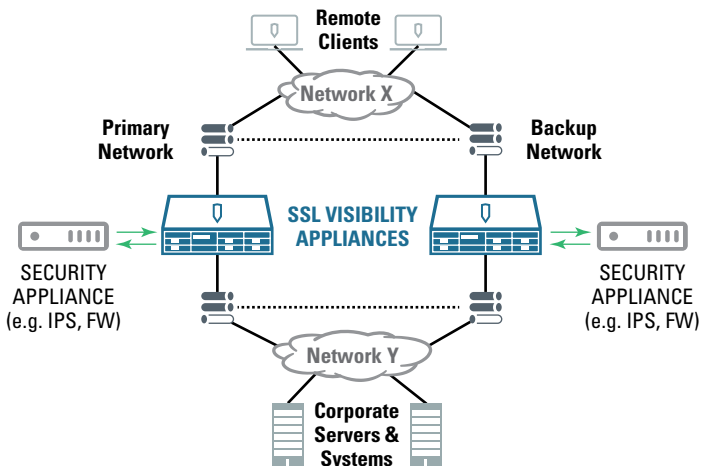 Remote
Clients
Network X
Primary
Network
Backup
Network
SSL VISIBILITY
APPLIANCES
SECURITY
APPLIANCE
(e.g. IPS, FW)
SECURITY
APPLIANCE
(e.g. IPS, FW)
Network Y
Corporate
Servers &
Systems